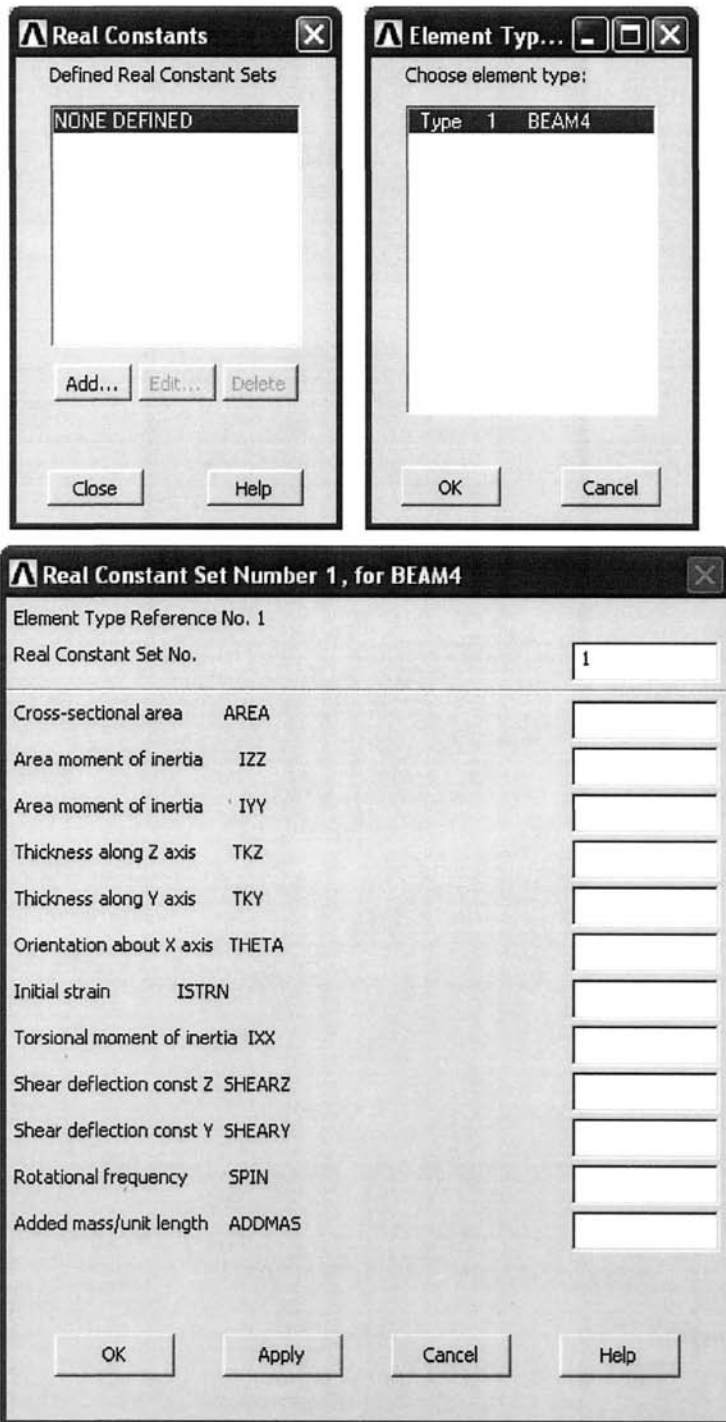 Real Constants
Defined Real Constant Sets
NONE DEFINED
Add... Edit... Delete
Close Help
Element Typ...
Choose element type:
Type 1 BEAM4
OK Cancel
Real Constant Set Number 1, for BEAM4
Element Type Reference No. 1
Real Constant Set No. 1
Cross-sectional area AREA
Area moment of inertia IZZ
Area moment of inertia IYY
Thickness along Z axis TKZ
Thickness along Y axis TKY
Orientation about X axis THETA
Initial strain ISTRN
Torsional moment of inertia IXX
Shear deflection const Z SHEARZ
Shear deflection const Y SHEARY
Rotational frequency SPIN
Added mass/unit length ADDMAS
OK Apply Cancel Help